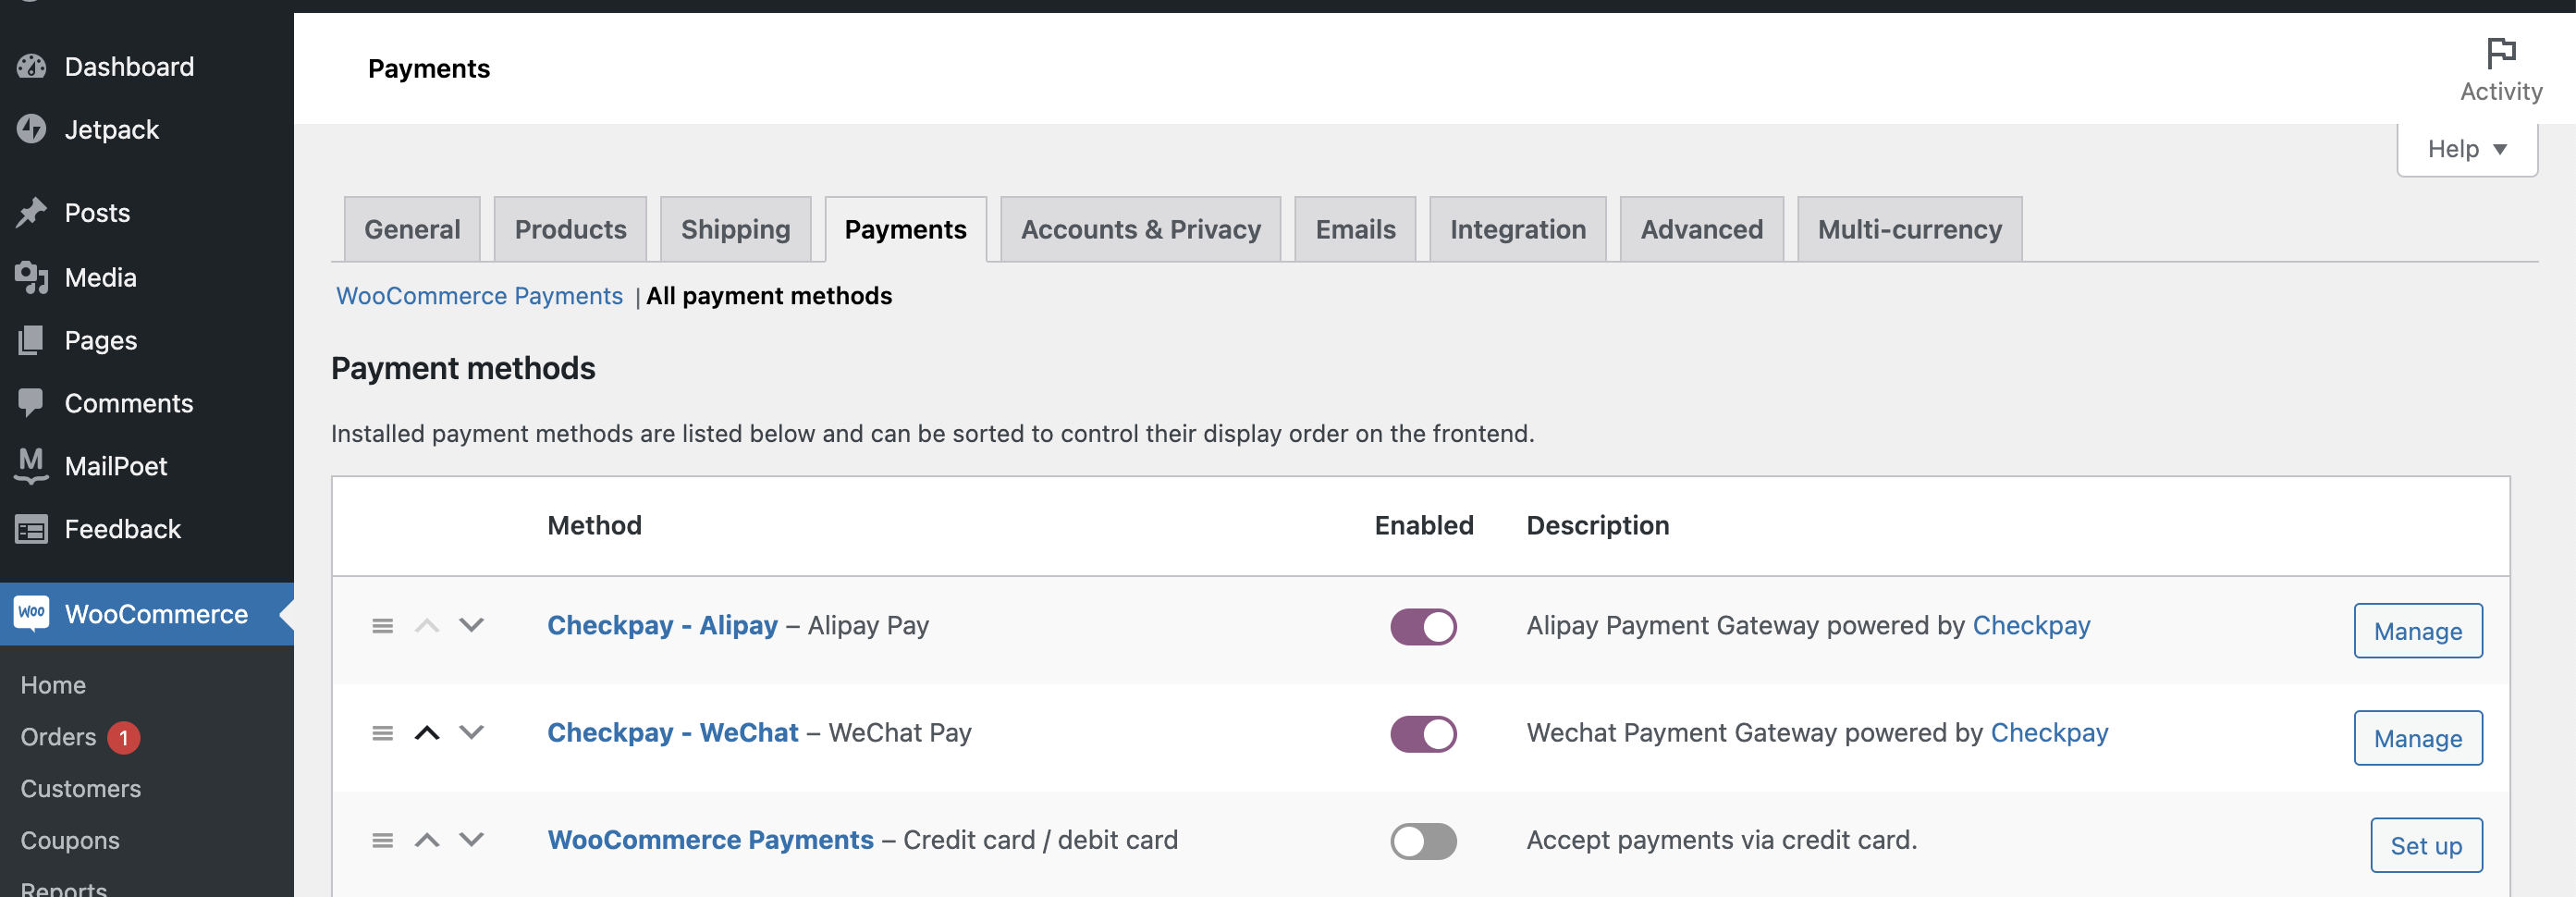 Dashboard
Jetpack
Posts
Media
Pages
Comments
MailPoet
Feedback
WooCommerce
Home
Orders 1
Customers
Coupons
Reports
Payments
Activity
Help
General Products Shipping Payments Accounts & Privacy Emails Integration Advanced Multi-currency
WooCommerce Payments | All payment methods
Payment methods
Installed payment methods are listed below and can be sorted to control their display order on the frontend.
Method Enabled Description
Checkpay - Alipay – Alipay Pay Alipay Payment Gateway powered by Checkpay Manage
Checkpay - WeChat – WeChat Pay Wechat Payment Gateway powered by Checkpay Manage
WooCommerce Payments – Credit card / debit card Accept payments via credit card. Set up